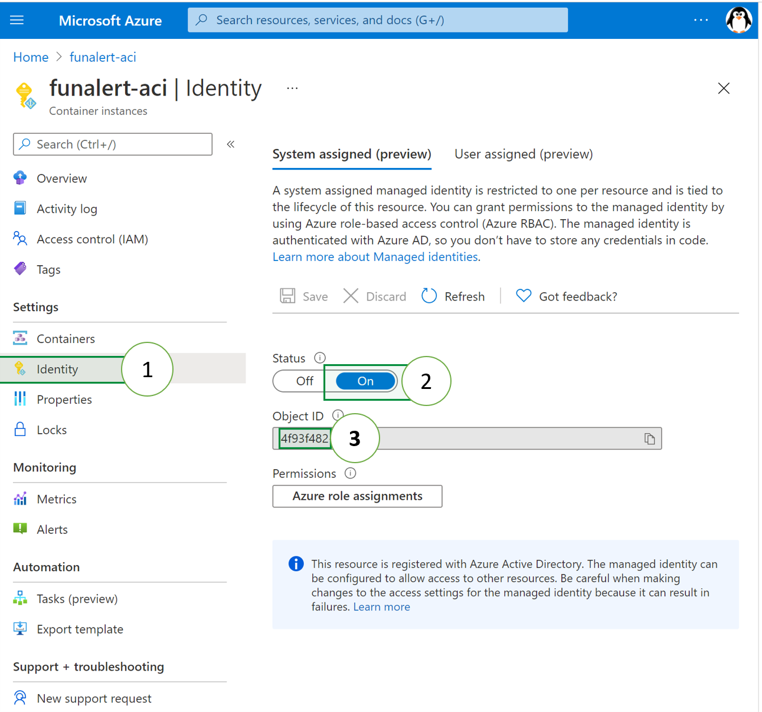 Microsoft Azure
Search resources, services, and docs (G+/)
...
Home > funalert-aci
funalert-aci | Identity ...
Container instances
Search (Ctrl+/)
«
Overview
Activity log
Access control (IAM)
Tags
Settings
Containers
Identity
1
Properties
Locks
Monitoring
Metrics
Alerts
Automation
Tasks (preview)
Export template
Support + troubleshooting
New support request
System assigned (preview) User assigned (preview)
A system assigned managed identity is restricted to one per resource and is tied to
the lifecycle of this resource. You can grant permissions to the managed identity by
using Azure role-based access control (Azure RBAC). The managed identity is
authenticated with Azure AD, so you don't have to store any credentials in code.
Learn more about Managed identities.
Save Discard Refresh Got feedback?
Status
Off On 2
Object ID
4f93f482 3
Permissions
Azure role assignments
This resource is registered with Azure Active Directory. The managed identity can
be configured to allow access to other resources. Be careful when making
changes to the access settings for the managed identity because it can result in
failures. Learn more